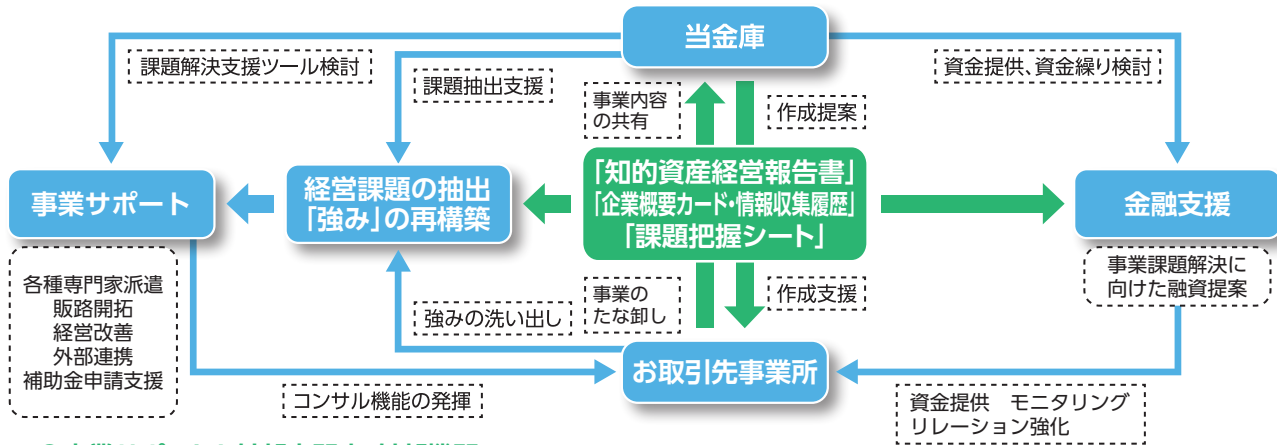 当金庫
課題解決支援ツール検討
課題抽出支援
事業内容
の共有
作成提案
資金提供、資金繰り検討
事業サポート
経営課題の抽出
「強み」の再構築
「知的資産経営報告書」
「企業概要カード・情報収集履歴」
「課題把握シート」
金融支援
各種専門家派遣
販路開拓
経営改善
外部連携
補助金申請支援
強みの洗い出し
事業の
たな卸し
作成支援
事業課題解決に
向けた融資提案
お取引先事業所
コンサル機能の発揮
資金提供　モニタリング
リレーション強化